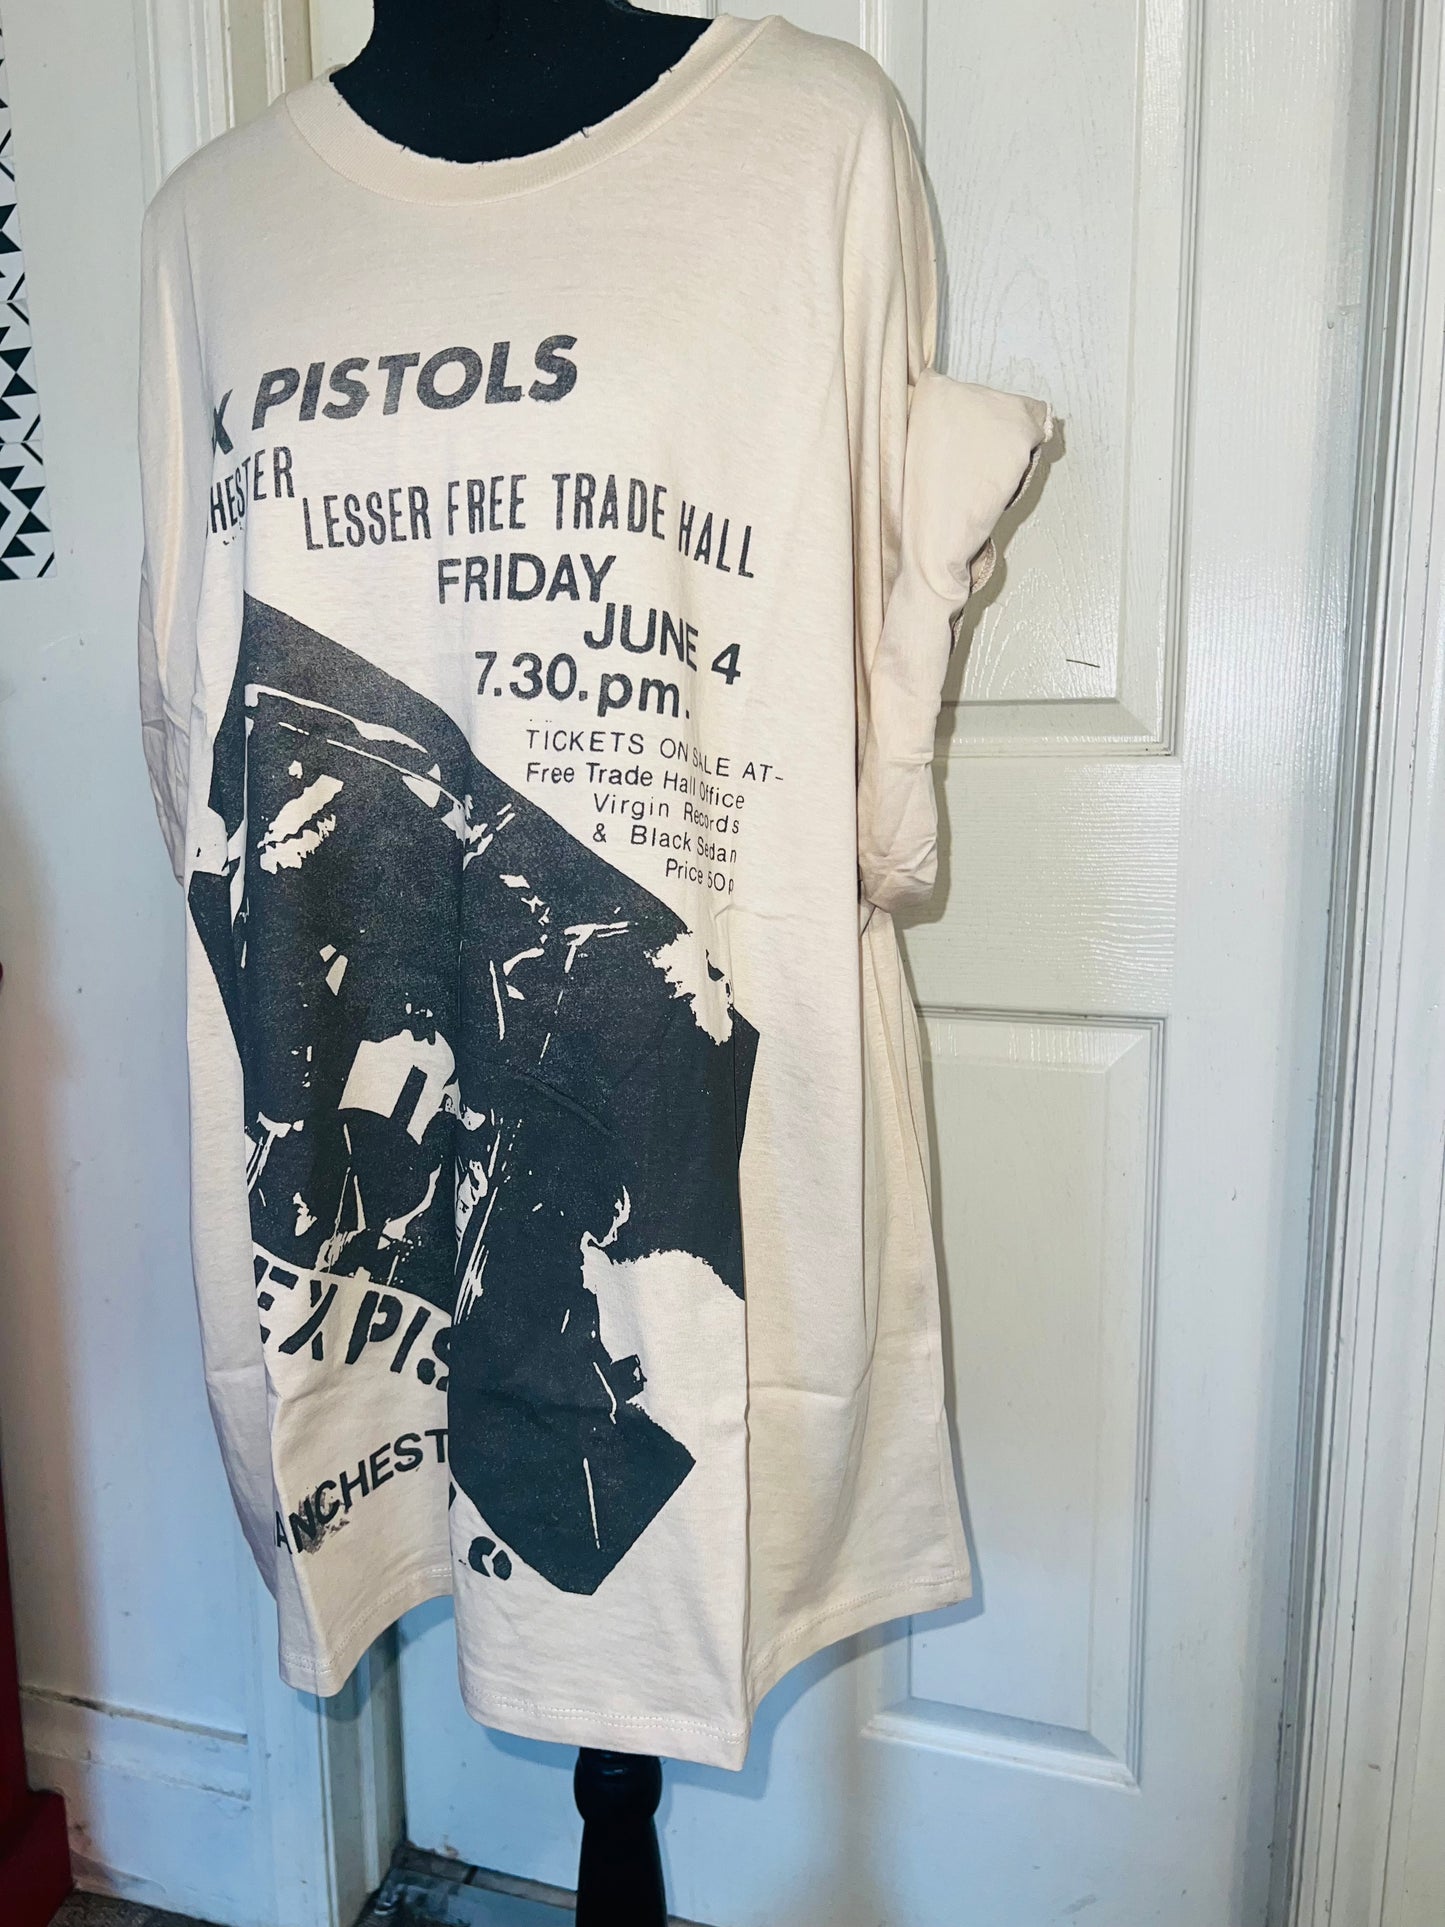 X PISTOLS
HESTER
LESSER FREE TRADE HALL
FRIDAY
JUNE 4
7.30.pm.
TICKETS ON SALE AT-
Free Trade Hall Office
Virgin Records
& Black Sedan
Price 50p
EX PIS
ANCHEST